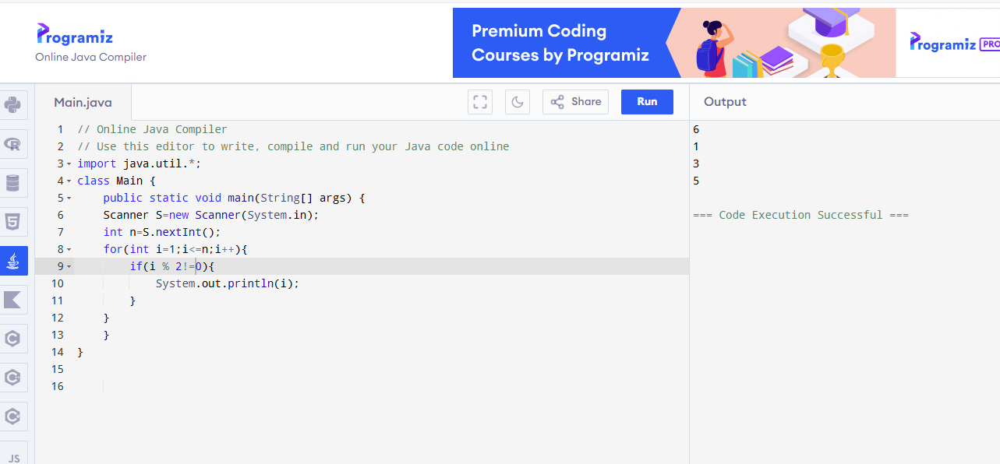 Programiz
Online Java Compiler
Premium Coding
Courses by Programiz
Programiz PRO
Main.java
Share
Run
Output
1 // Online Java Compiler
2 // Use this editor to write, compile and run your Java code online
3 import java.util.*;
4 class Main {
5 public static void main(String[] args) {
6 Scanner S=new Scanner(System.in);
7 int n=S.nextInt();
8 for(int i=1;i<=n;i++){
9 if(i % 2!=0){
10 System.out.println(i);
11 }
12 }
13 }
14 }
15
16
6
1
3
5
=== Code Execution Successful ===
JS